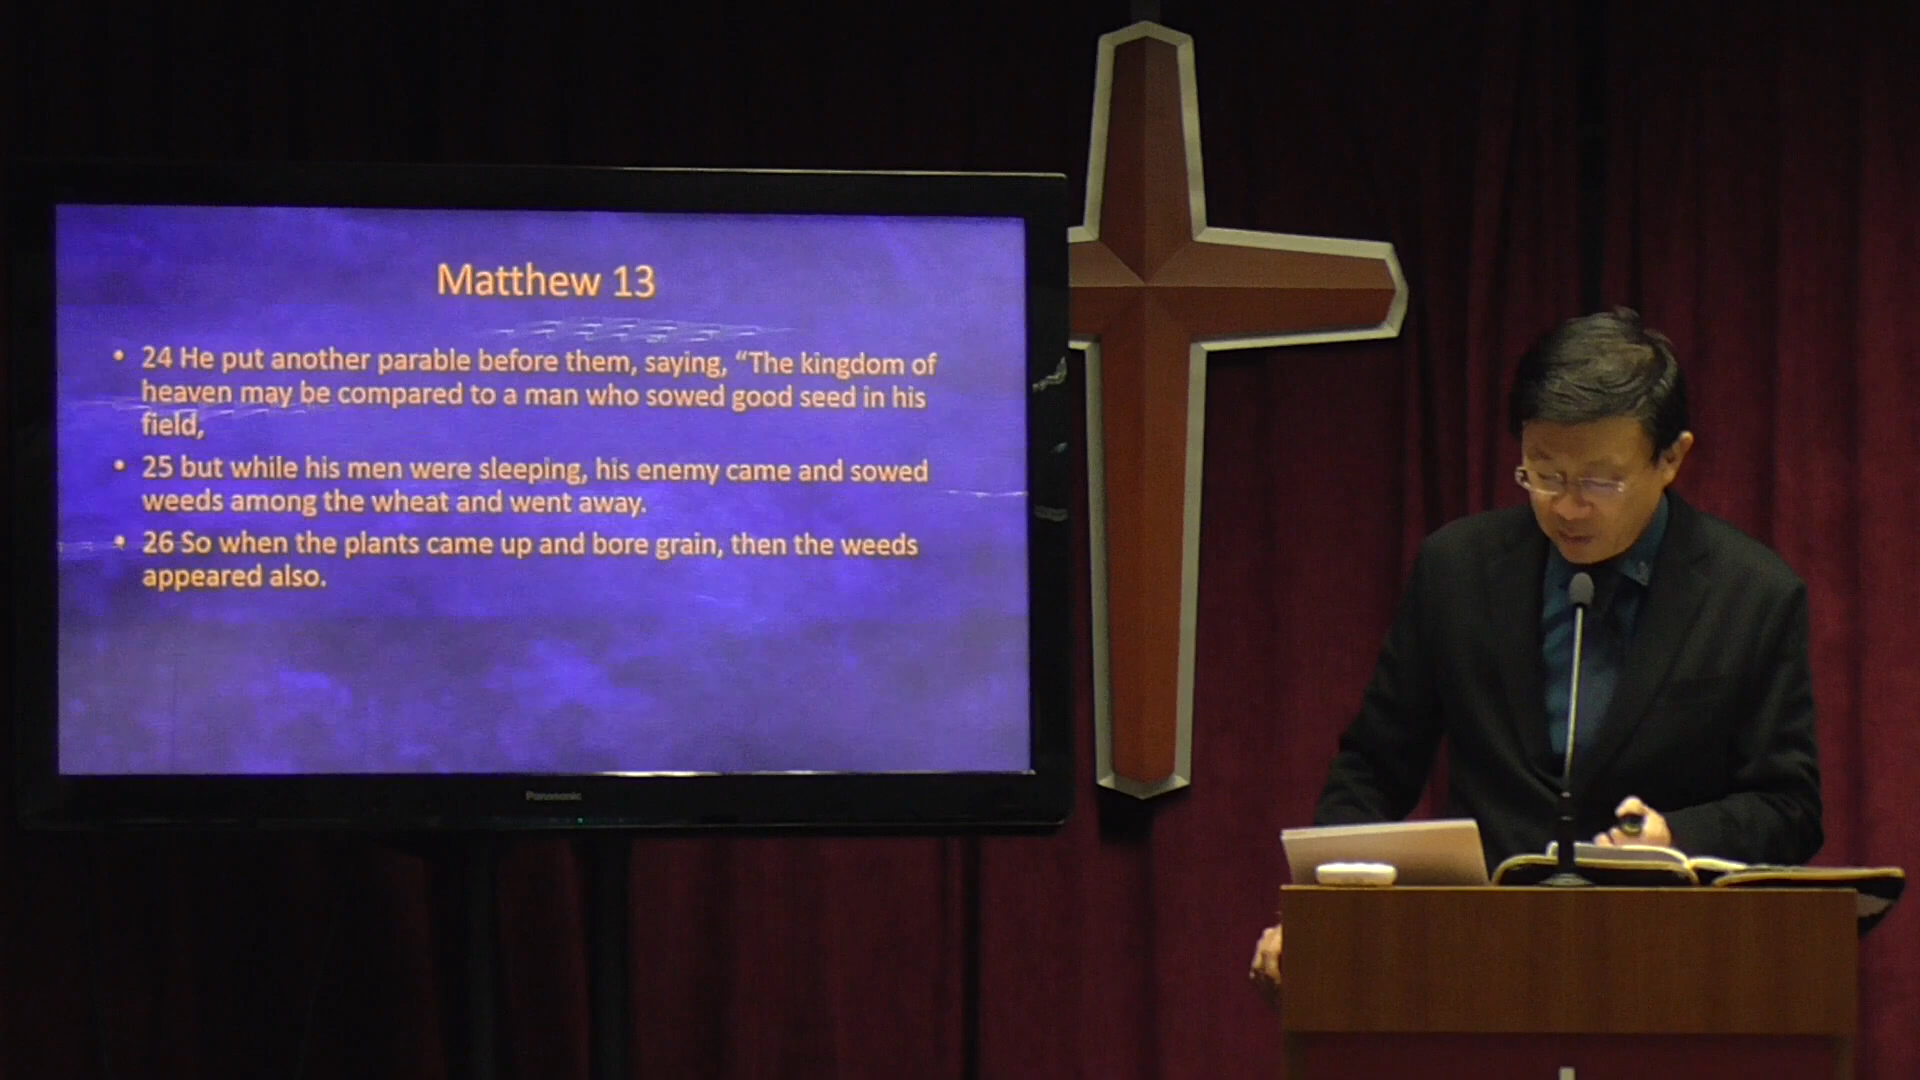 Matthew 13
• 24 He put another parable before them, saying, “The kingdom of
heaven may be compared to a man who sowed good seed in his
field,
• 25 but while his men were sleeping, his enemy came and sowed
weeds among the wheat and went away.
• 26 So when the plants came up and bore grain, then the weeds
appeared also.
Panasonic